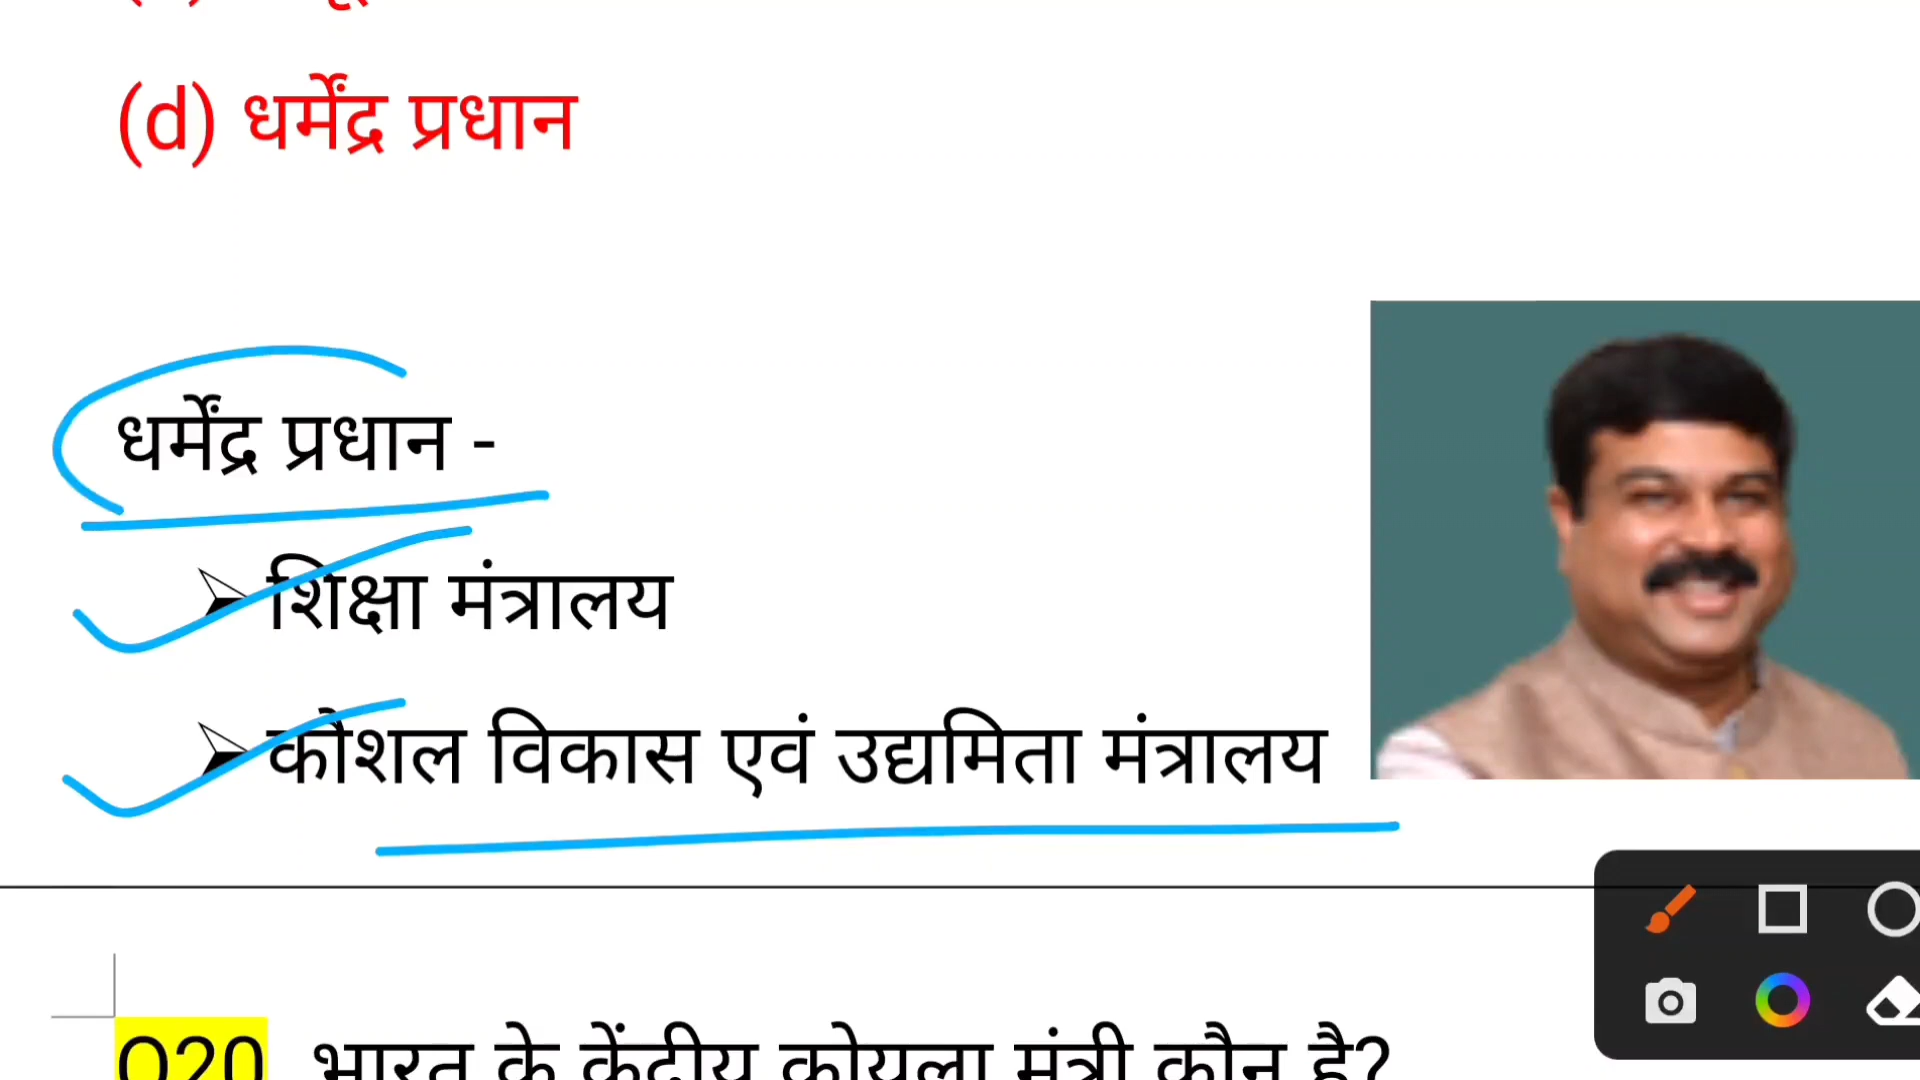 (d) धर्मेंद्र प्रधान
धर्मेंद्र प्रधान -
शिक्षा मंत्रालय
कौशल विकास एवं उद्यमिता मंत्रालय
Q20 भारत के केंद्रीय कोयला मंत्री कौन है?